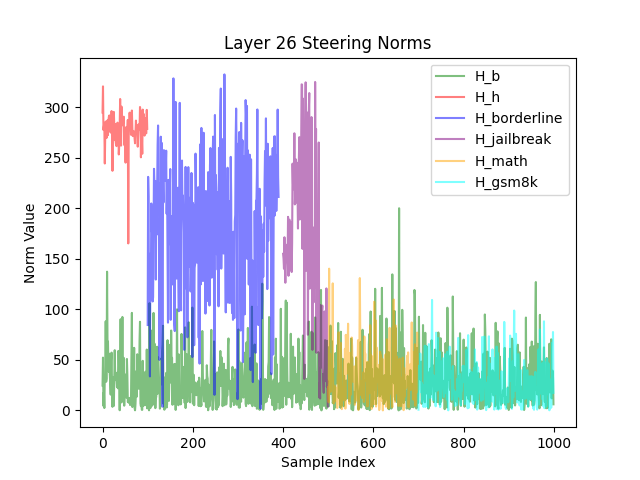 Layer 26 Steering Norms
H_b
H_h
H_borderline
H_jailbreak
H_math
H_gsm8k
Norm Value
300
250
200
150
100
50
0
0 200 400 600 800 1000
Sample Index